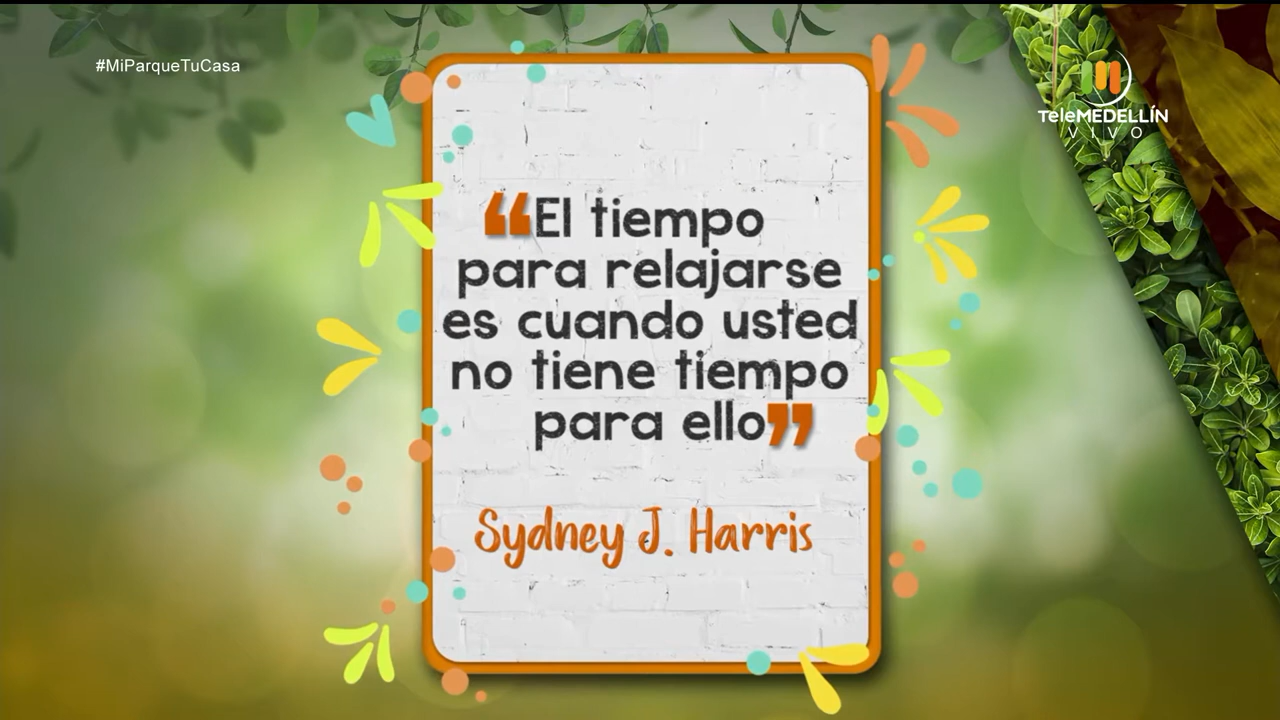 #MiParqueTuCasa
TeleMEDELLÍN
VIVO
“El tiempo
para relajarse
es cuando usted
no tiene tiempo
para ello”
Sydney J. Harris